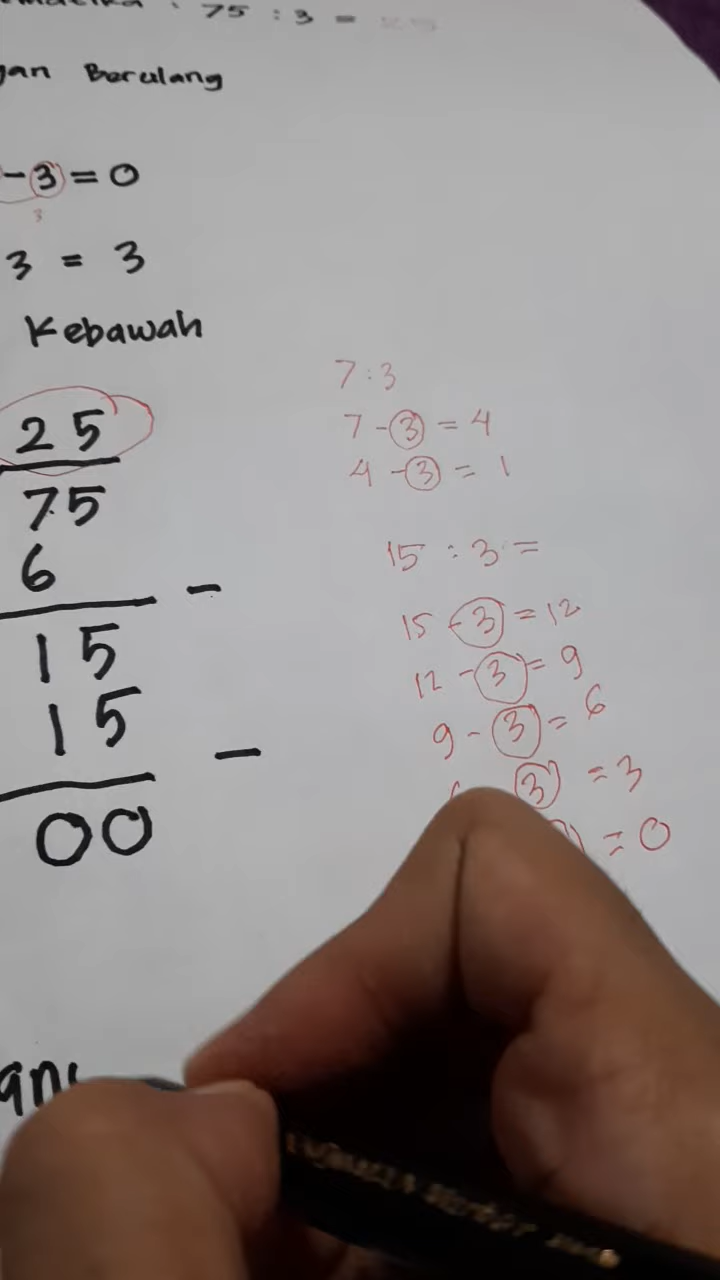 : 75 : 3 =
Berulang
- 3 = 0
3
3 = 3
Kebawah
25
75
6 -
15
15 -
00
7 : 3
7 - 3 = 4
4 - 3 = 1
15 : 3 =
15 - 3 = 12
12 - 3 = 9
9 - 3 = 6
3 = 3
= 0